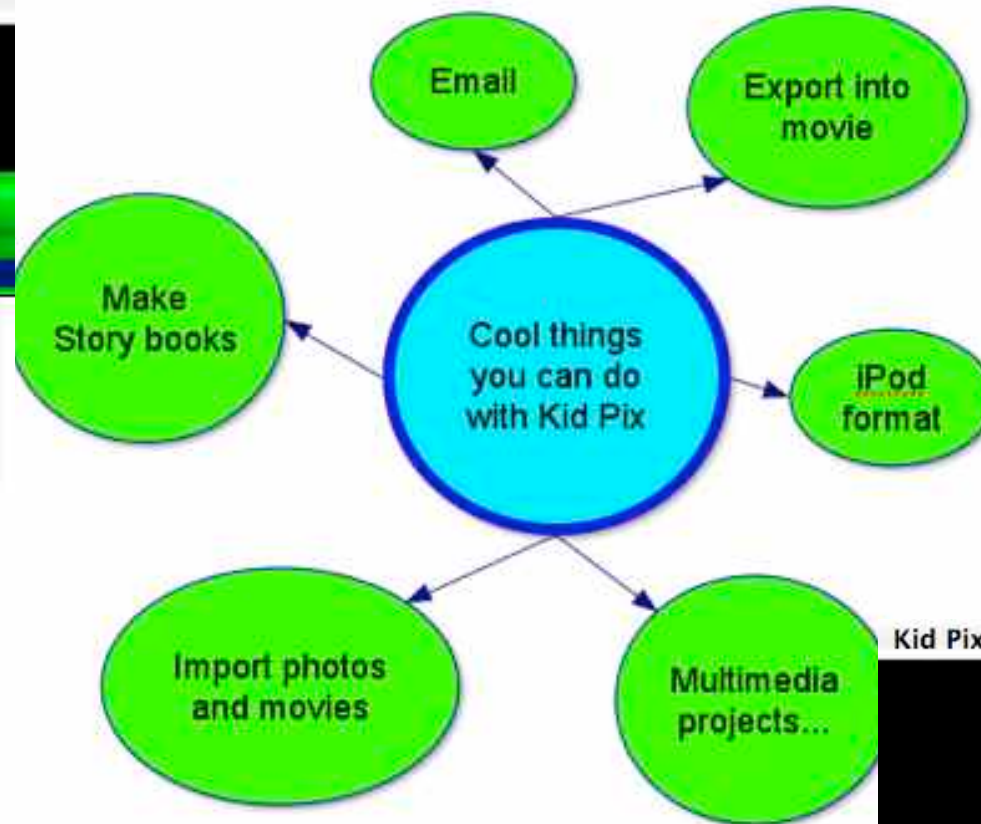 Email
Export into
movie
Make
Story books
Cool things
you can do
with Kid Pix
iPod
format
Import photos
and movies
Multimedia
projects...
Kid Pix